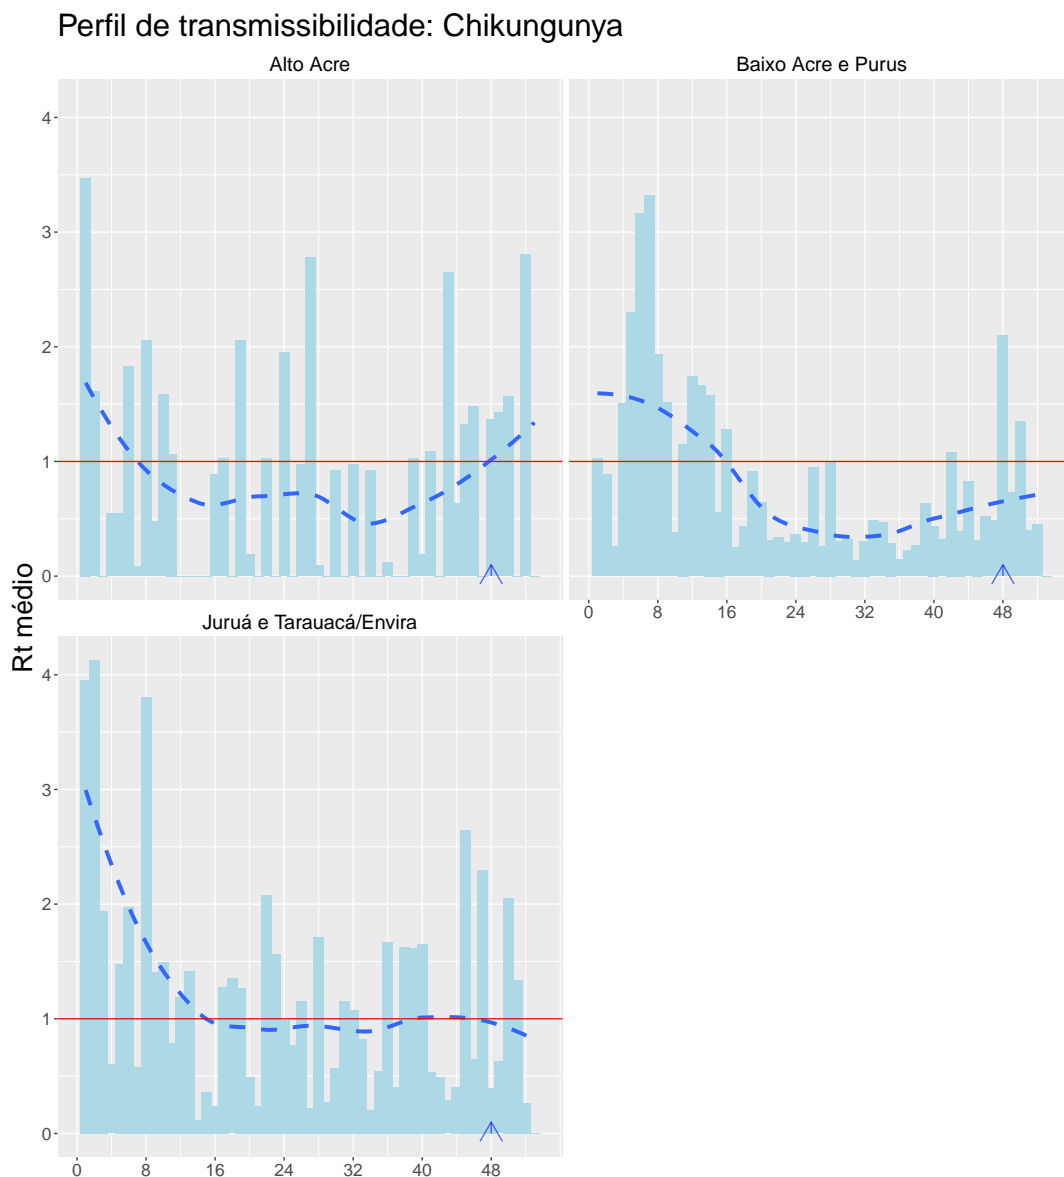 Perfil de transmissibilidade: Chikungunya
Alto Acre
Baixo Acre e Purus
4
3
2
1
0
0 8 16 24 32 40 48
Rt médio
Juruá e Tarauacá/Envira
4
3
2
1
0
0 8 16 24 32 40 48